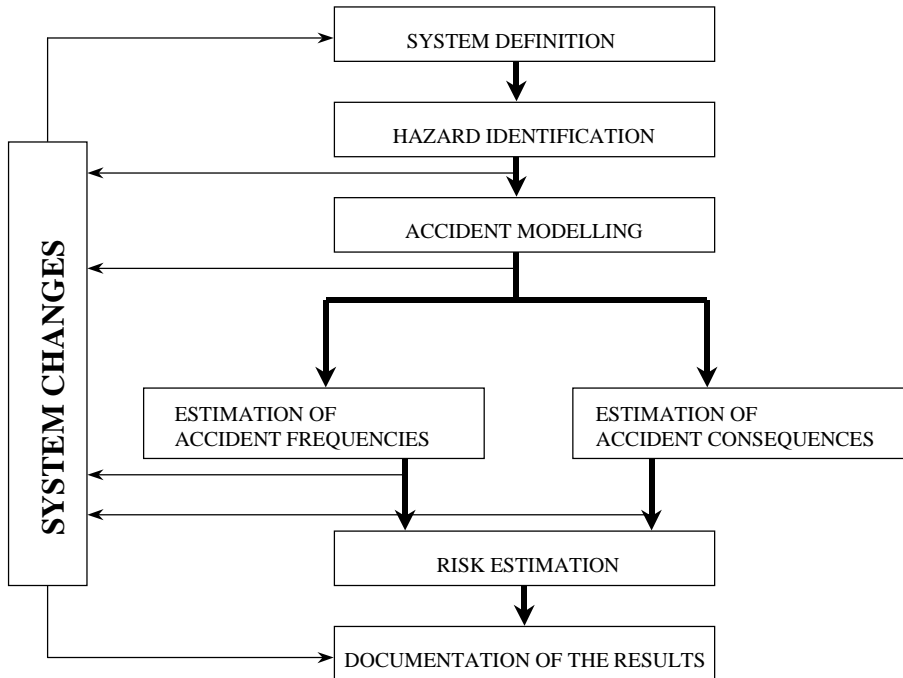 SYSTEM DEFINITION
HAZARD IDENTIFICATION
ACCIDENT MODELLING
SYSTEM CHANGES
ESTIMATION OF
ACCIDENT FREQUENCIES
ESTIMATION OF
ACCIDENT CONSEQUENCES
RISK ESTIMATION
DOCUMENTATION OF THE RESULTS